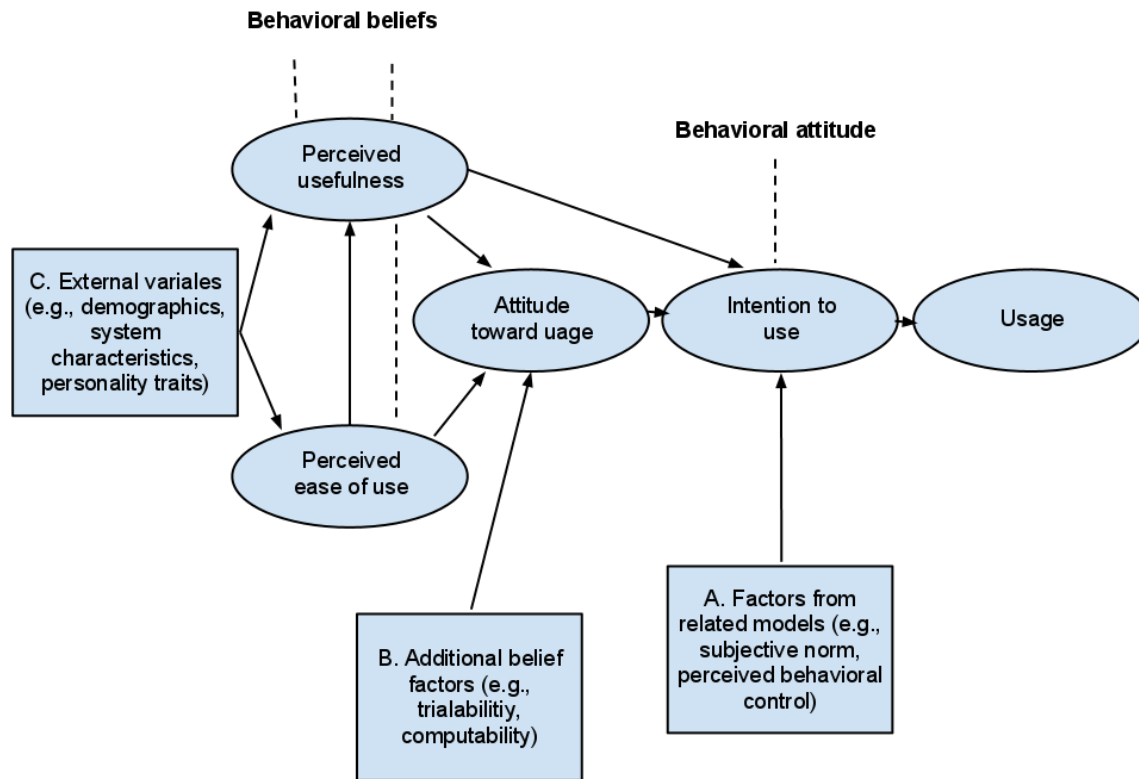 Behavioral beliefs
Behavioral attitude
Perceived
usefulness
C. External variales
(e.g., demographics,
system
characteristics,
personality traits)
Attitude
toward uage
Intention to
use
Usage
Perceived
ease of use
B. Additional belief
factors (e.g.,
trialabilitiy,
computability)
A. Factors from
related models (e.g.,
subjective norm,
perceived behavioral
control)